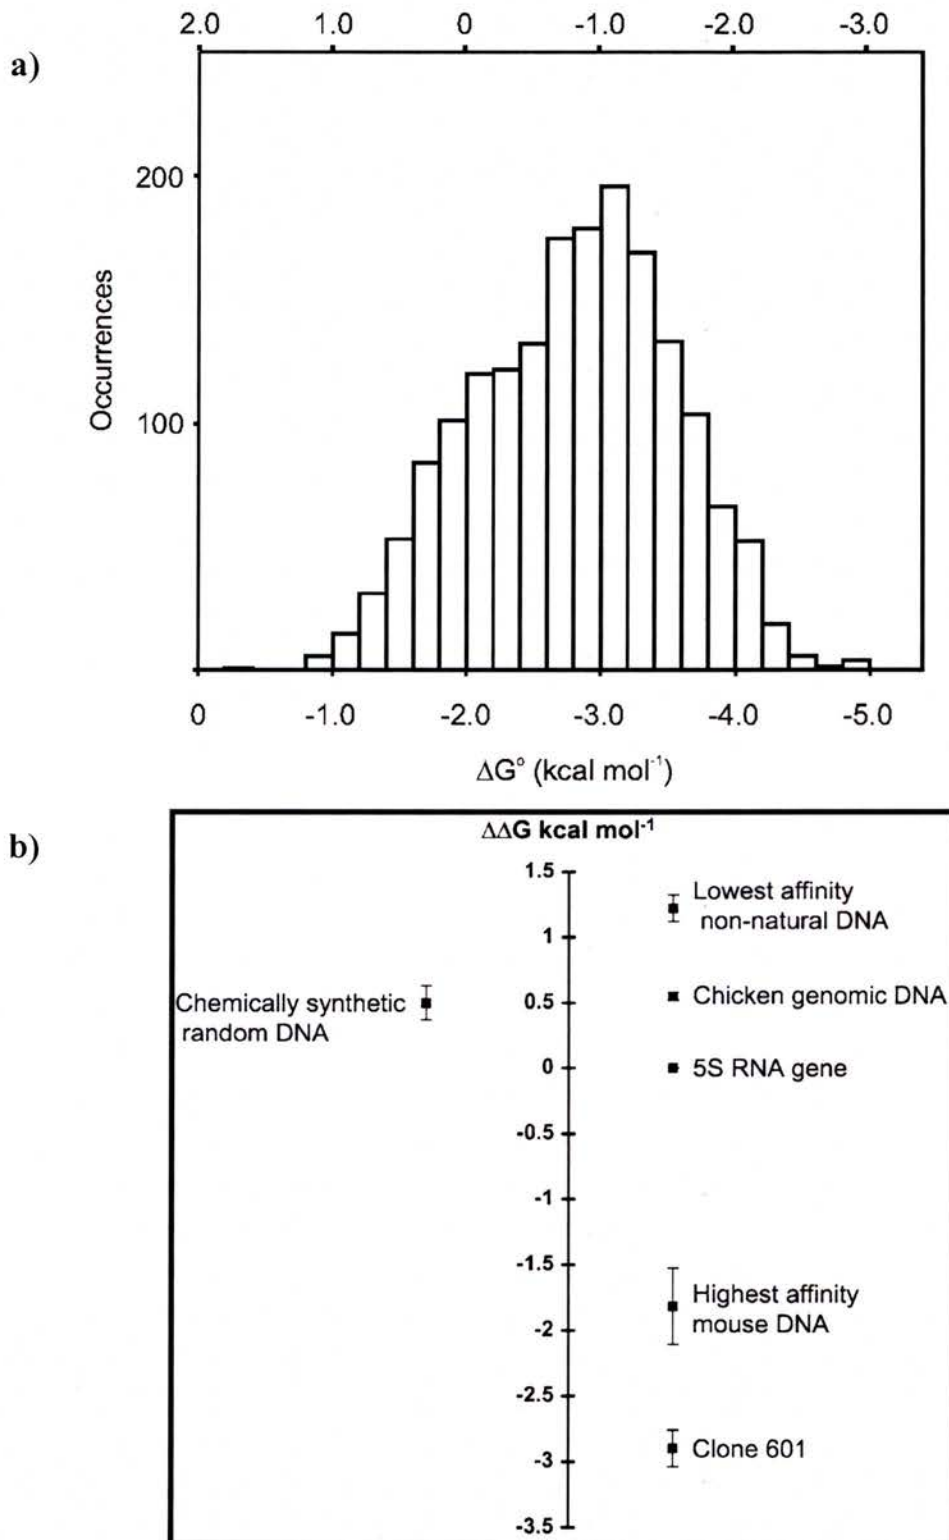 a)
2.0 1.0 0 -1.0 -2.0 -3.0
200
100
Occurrences
0 -1.0 -2.0 -3.0 -4.0 -5.0
ΔG° (kcal mol⁻¹)
b)
ΔΔG kcal mol⁻¹
1.5
1
0.5
0
-0.5
-1
-1.5
-2
-2.5
-3
-3.5
Chemically synthetic
random DNA
Lowest affinity
non-natural DNA
Chicken genomic DNA
5S RNA gene
Highest affinity
mouse DNA
Clone 601